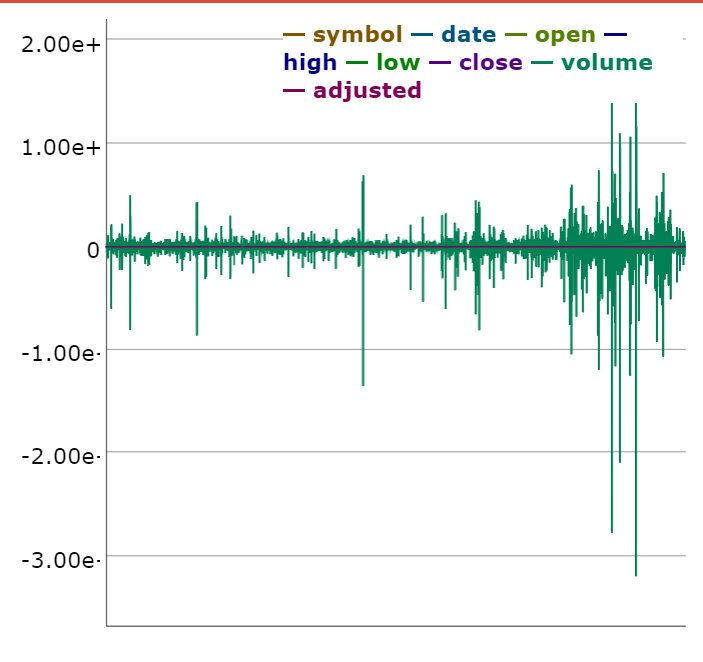 2.00e+
— symbol — date — open —
high — low — close — volume
— adjusted
1.00e+
0
-1.00e-
-2.00e-
-3.00e-